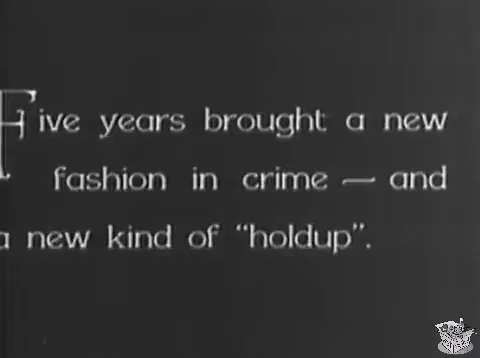 Five years brought a new
fashion in crime — and
a new kind of "holdup".